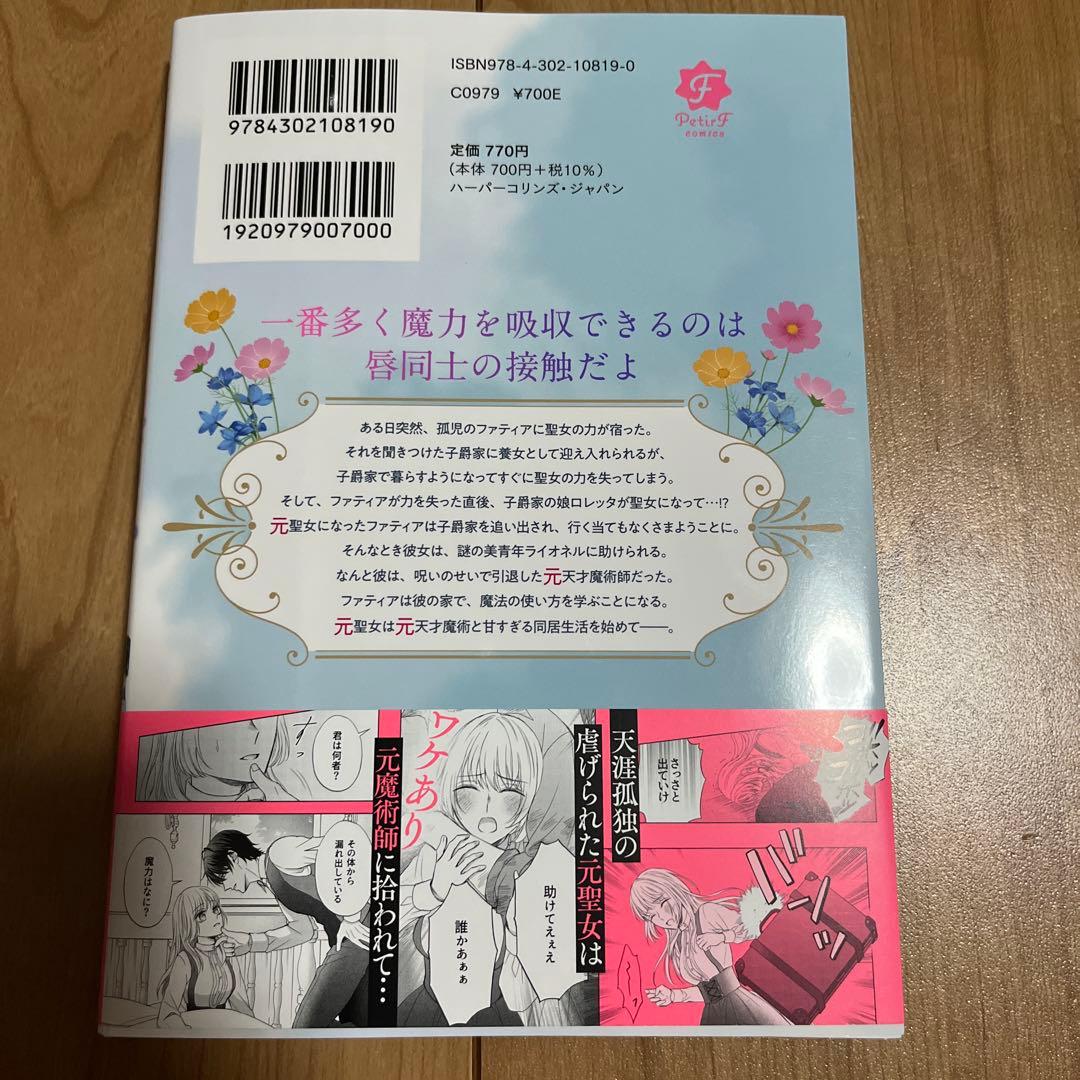 ISBN978-4-302-10819-0
C0979 ¥700E
9784302108190
定価 770円
(本体 700円+税10%)
ハーパーコリンズ・ジャパン
1920979007000
F
PetirF
comics
一番多く魔力を吸収できるのは
唇同士の接触だよ
ある日突然、孤児のファティアに聖女の力が宿った。
それを聞きつけた子爵家に養女として迎え入れられるが、
子爵家で暮らすようになってすぐに聖女の力を失ってしまう。
そして、ファティアが力を失った直後、子爵家の娘ロレッタが聖女になって…!?
元聖女になったファティアは子爵家を追い出され、行く当てもなくさまようことに。
そんなとき彼女は、謎の美青年ライオネルに助けられる。
なんと彼は、呪いのせいで引退した元天才魔術師だった。
ファティアは彼の家で、魔法の使い方を学ぶことになる。
元聖女は元天才魔術と甘すぎる同居生活を始めて――。
さっさと
出ていけ
天涯孤独の
虐げられた元聖女は
助けてえぇえ
誰かあぁぁ
ワケあり
元魔術師に拾われて…
君は何者?
その体から
漏れ出している
魔力はなに?